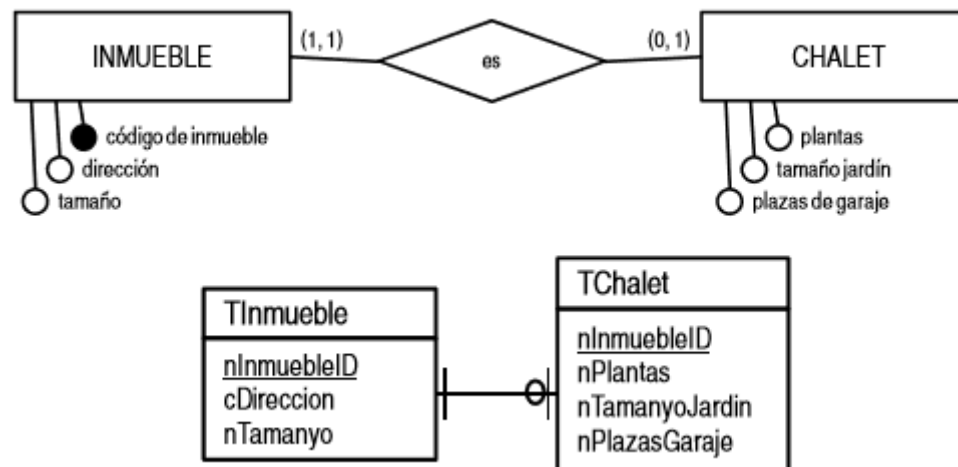 INMUEBLE
(1, 1)
es
(0, 1)
CHALET
código de inmueble
dirección
tamaño
plantas
tamaño jardín
plazas de garaje
TInmueble
nInmuebleID
cDireccion
nTamanyo
TChalet
nInmuebleID
nPlantas
nTamanyoJardin
nPlazasGaraje